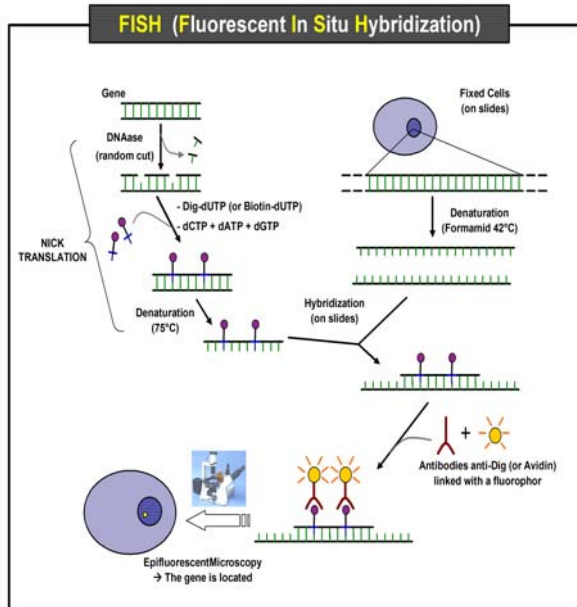 FISH (Fluorescent In Situ Hybridization)
Gene
DNAase
(random cut)
- Dig-dUTP (or Biotin-dUTP)
- dCTP + dATP + dGTP
NICK
TRANSLATION
Denaturation
(75°C)
Fixed Cells
(on slides)
Denaturation
(Formamid 42°C)
Hybridization
(on slides)
+
Antibodies anti-Dig (or Avidin)
linked with a fluorophor
EpifluorescentMicroscopy
→ The gene is located